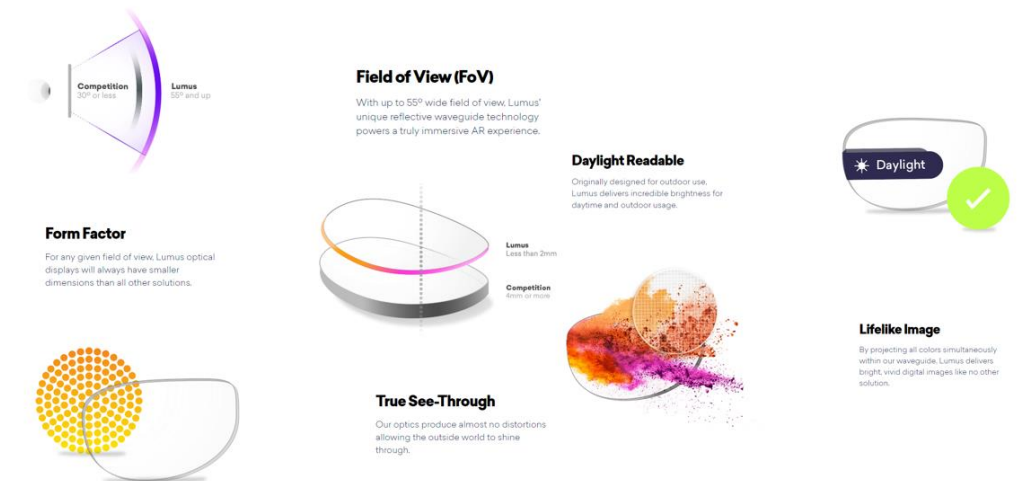 Competition
30º or less
Lumus
55º and up
Field of View (FoV)
With up to 55º wide field of view, Lumus'
unique reflective waveguide technology
powers a truly immersive AR experience.
Daylight Readable
Originally designed for outdoor use,
Lumus delivers incredible brightness for
daytime and outdoor usage.
Daylight
Form Factor
For any given field of view, Lumus optical
displays will always have smaller
dimensions than all other solutions.
Lumus
Less than 2mm
Competition
4mm or more
Lifelike Image
By projecting all colors simultaneously
within our waveguide, Lumus delivers
bright, vivid digital images like no other
solution.
True See-Through
Our optics produce almost no distortions
allowing the outside world to shine
through.